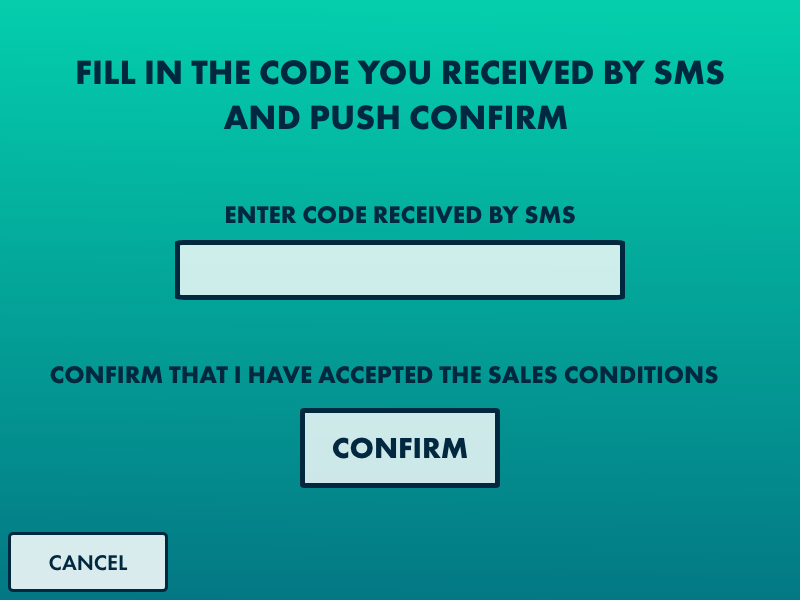 FILL IN THE CODE YOU RECEIVED BY SMS
AND PUSH CONFIRM
ENTER CODE RECEIVED BY SMS
CONFIRM THAT I HAVE ACCEPTED THE SALES CONDITIONS
CONFIRM
CANCEL